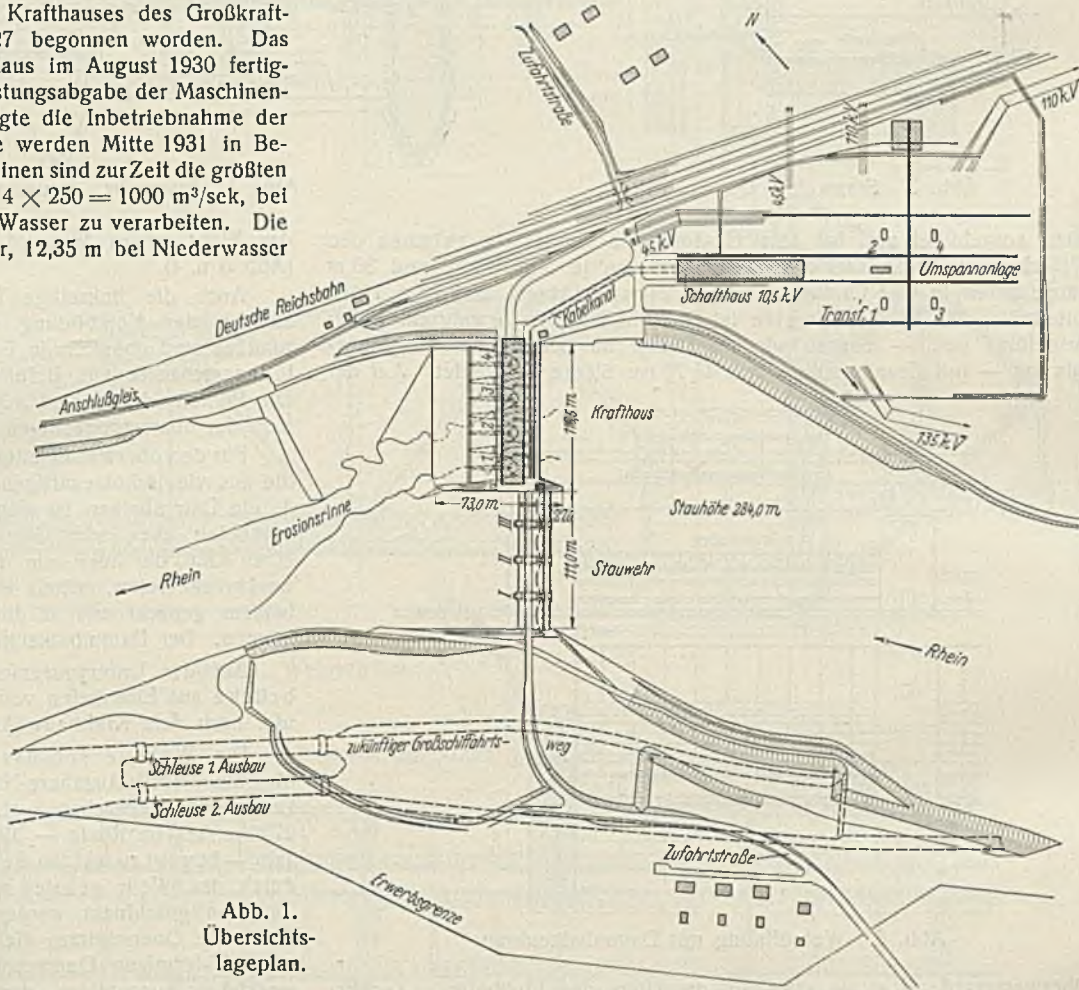 Krafthauses des Großkraft-
27 begonnen worden. Das
aus im August 1930 fertig-
stungsabgabe der Maschinen-
gte die Inbetriebnahme der
e werden Mitte 1931 in Be-
inen sind zur Zeit die größten
4 × 250 = 1000 m³/sek, bei
Wasser zu verarbeiten. Die
r, 12,35 m bei Niederwasser
N
Zufahrtstraße
110 kV
110 kV
45 kV
45 kV
2
4
Umspannonlage
Schalthaus 10,5 kV
Transf. 1
3
Deutsche Reichsbahn
Kabelkanal
Anschlußgleis
4
3
2
1
Krafthaus
135 kV
73,0 m
Stauhöhe 284,0 m
Erosionsrinne
Rhein
Stauwehr
111,0 m
Rhein
zukünftiger Großschiffahrts-
weg
Schleuse 1. Ausbau
Schleuse 2. Ausbau
Zufahrtstraße
Erwerbsgrenze
Abb. 1.
Übersichts-
lageplan.